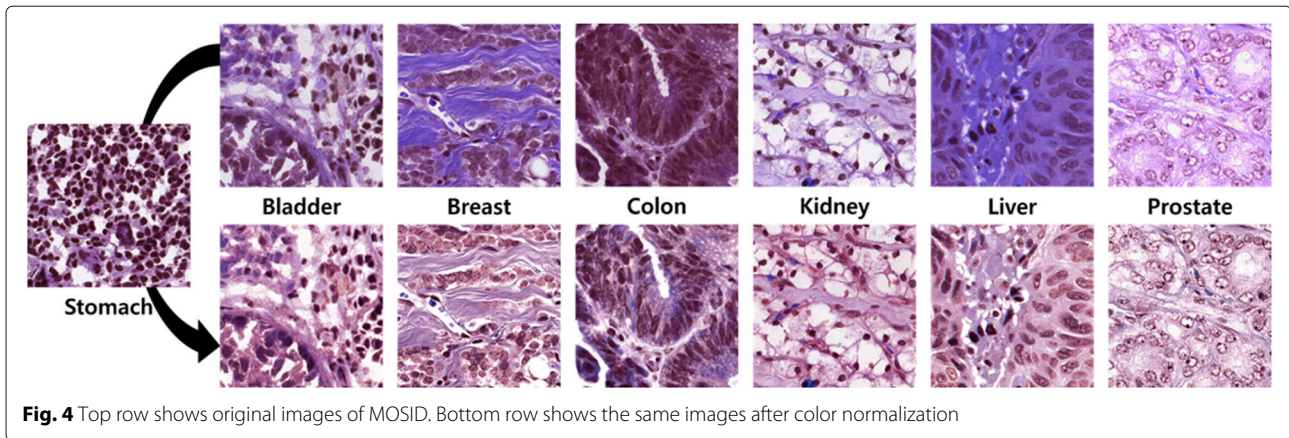 Bladder Breast Colon Kidney Liver Prostate
Stomach
Fig. 4 Top row shows original images of MOSID. Bottom row shows the same images after color normalization